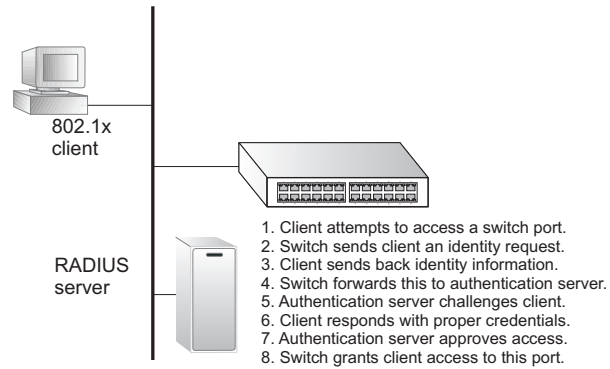 802.1x
client
RADIUS
server
1. Client attempts to access a switch port.
2. Switch sends client an identity request.
3. Client sends back identity information.
4. Switch forwards this to authentication server.
5. Authentication server challenges client.
6. Client responds with proper credentials.
7. Authentication server approves access.
8. Switch grants client access to this port.